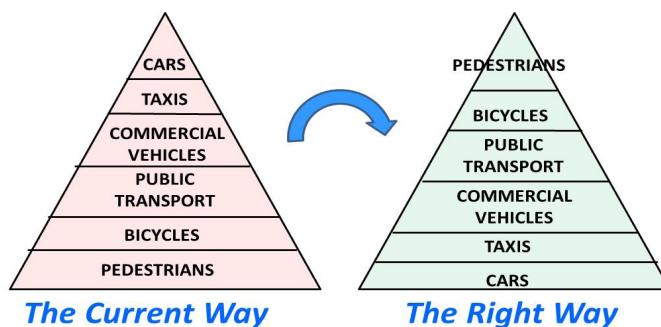 CARS
TAXIS
COMMERCIAL
VEHICLES
PUBLIC
TRANSPORT
BICYCLES
PEDESTRIANS
The Current Way
PEDESTRIANS
BICYCLES
PUBLIC
TRANSPORT
COMMERCIAL
VEHICLES
TAXIS
CARS
The Right Way